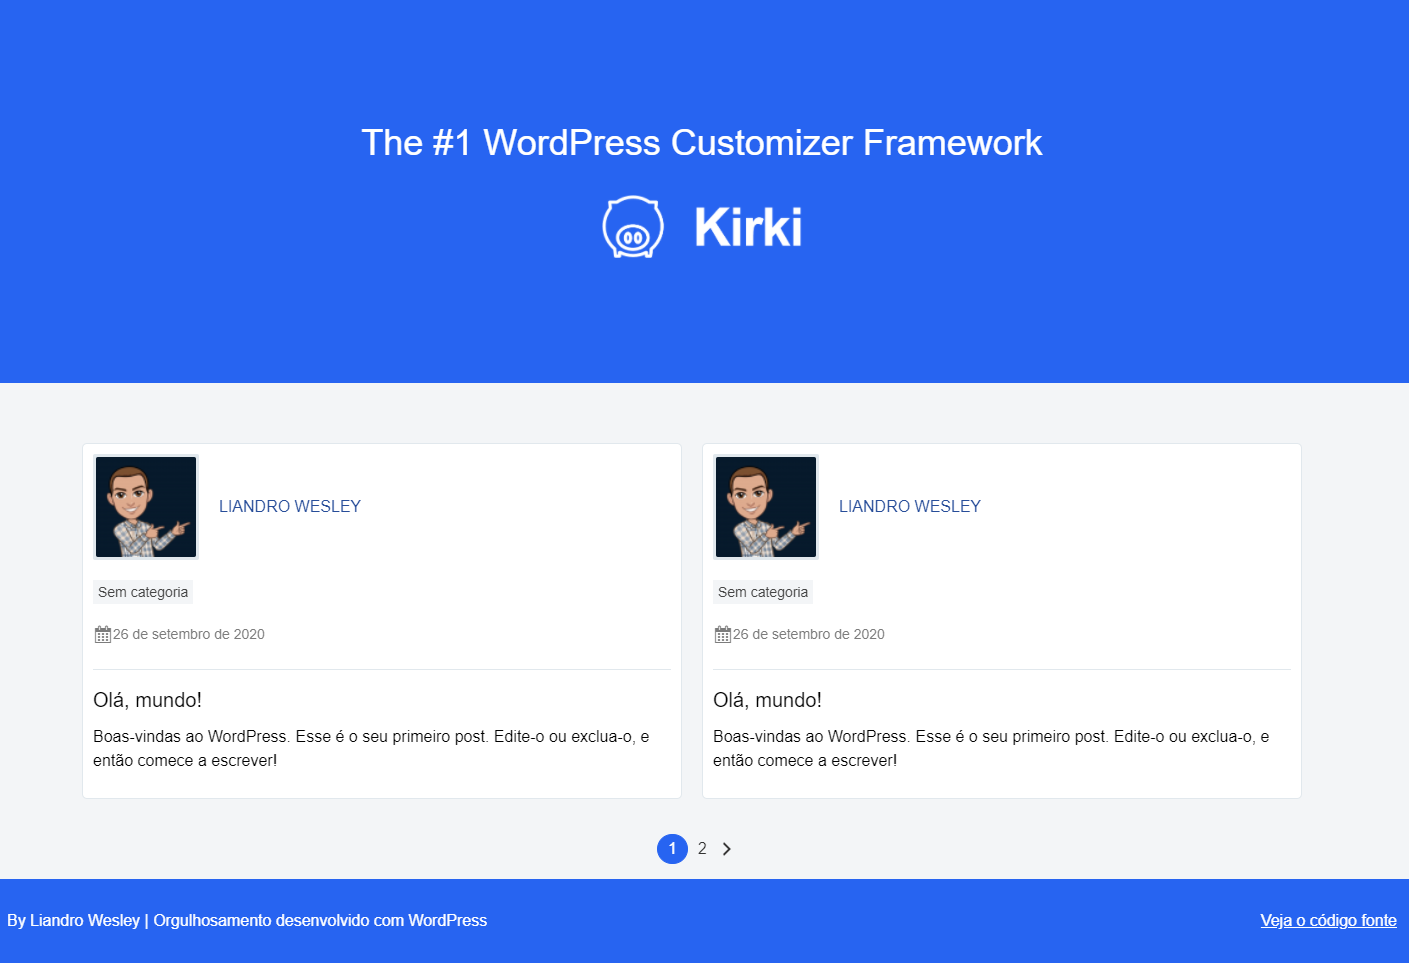 The #1 WordPress Customizer Framework
Kirki
LIANDRO WESLEY
Sem categoria
26 de setembro de 2020
Olá, mundo!
Boas-vindas ao WordPress. Esse é o seu primeiro post. Edite-o ou exclua-o, e
então comece a escrever!
LIANDRO WESLEY
Sem categoria
26 de setembro de 2020
Olá, mundo!
Boas-vindas ao WordPress. Esse é o seu primeiro post. Edite-o ou exclua-o, e
então comece a escrever!
1 2
By Liandro Wesley | Orgulhosamento desenvolvido com WordPress
Veja o código fonte